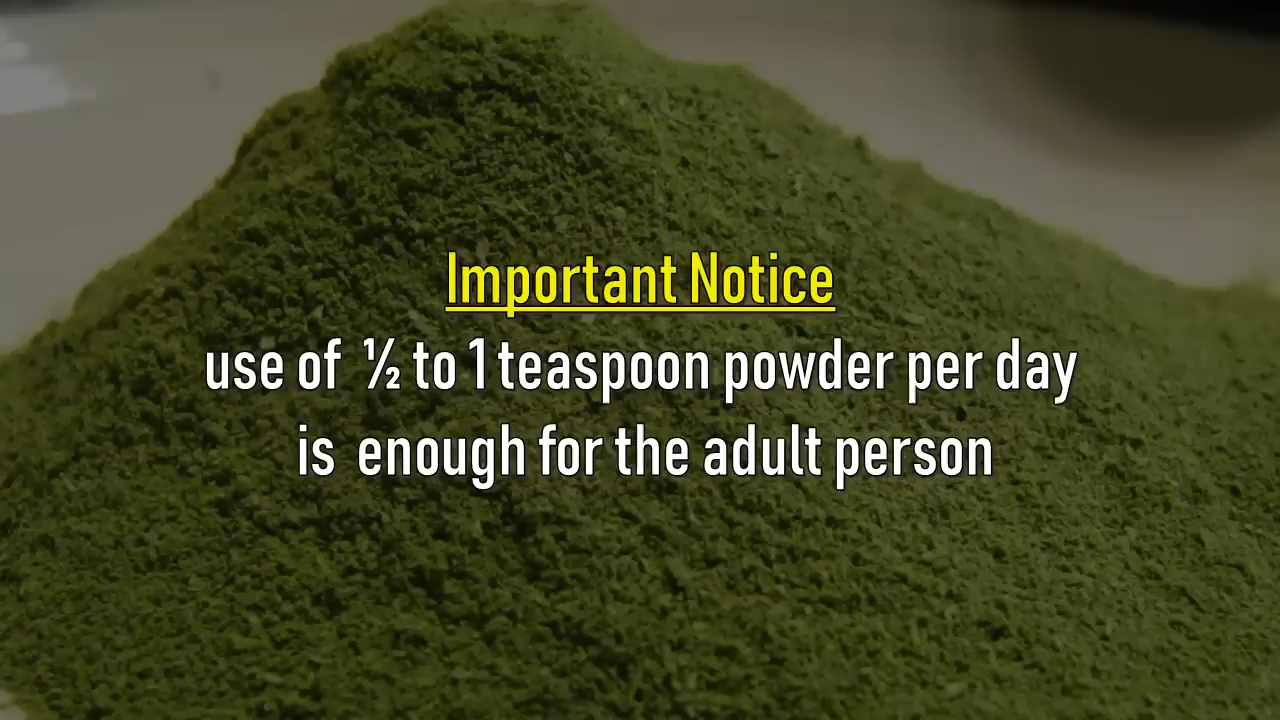 Important Notice
use of ½ to 1 teaspoon powder per day
is enough for the adult person